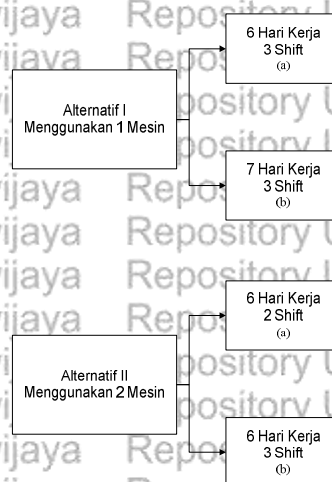 6 Hari Kerja
3 Shift
(a)
Alternatif I
Menggunakan 1 Mesin
7 Hari Kerja
3 Shift
(b)
6 Hari Kerja
2 Shift
(a)
Alternatif II
Menggunakan 2 Mesin
6 Hari Kerja
3 Shift
(b)